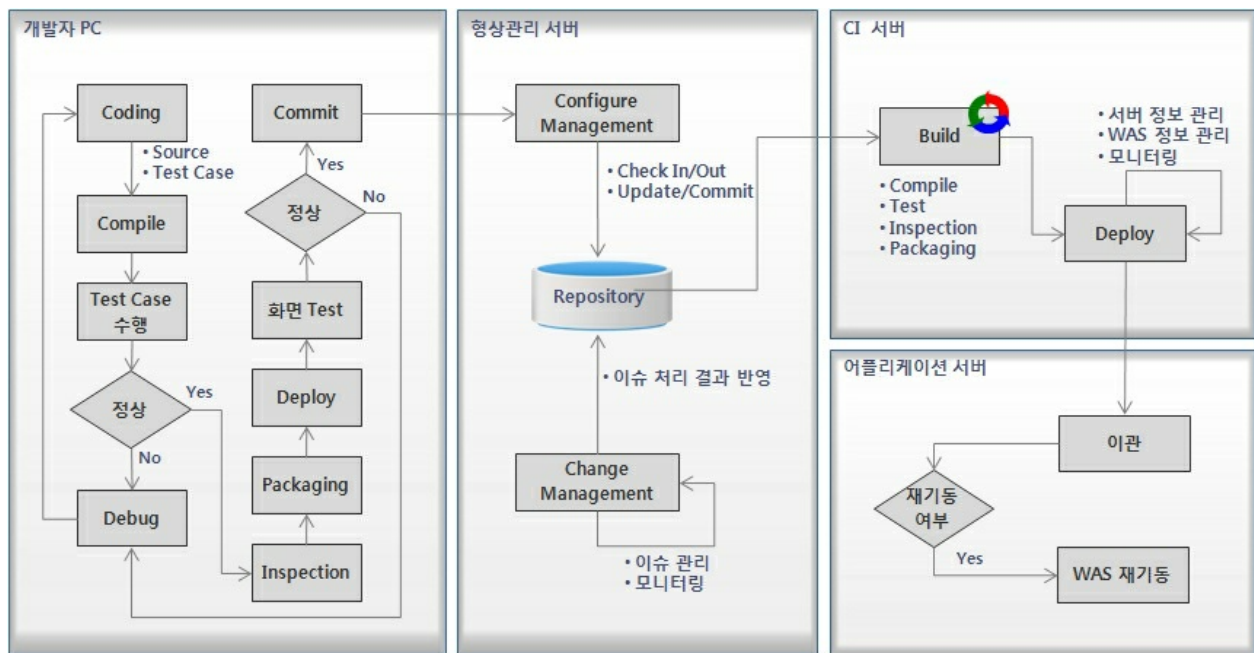 개발자 PC
Coding
• Source
• Test Case
Compile
Test Case
수행
정상
Yes
No
Debug
Commit
Yes
No
정상
화면 Test
Deploy
Packaging
Inspection
형상관리 서버
Configure
Management
• Check In/Out
• Update/Commit
Repository
• 이슈 처리 결과 반영
Change
Management
• 이슈 관리
• 모니터링
CI 서버
Build
• Compile
• Test
• Inspection
• Packaging
• 서버 정보 관리
• WAS 정보 관리
• 모니터링
Deploy
어플리케이션 서버
이관
재기동
여부
Yes
WAS 재기동